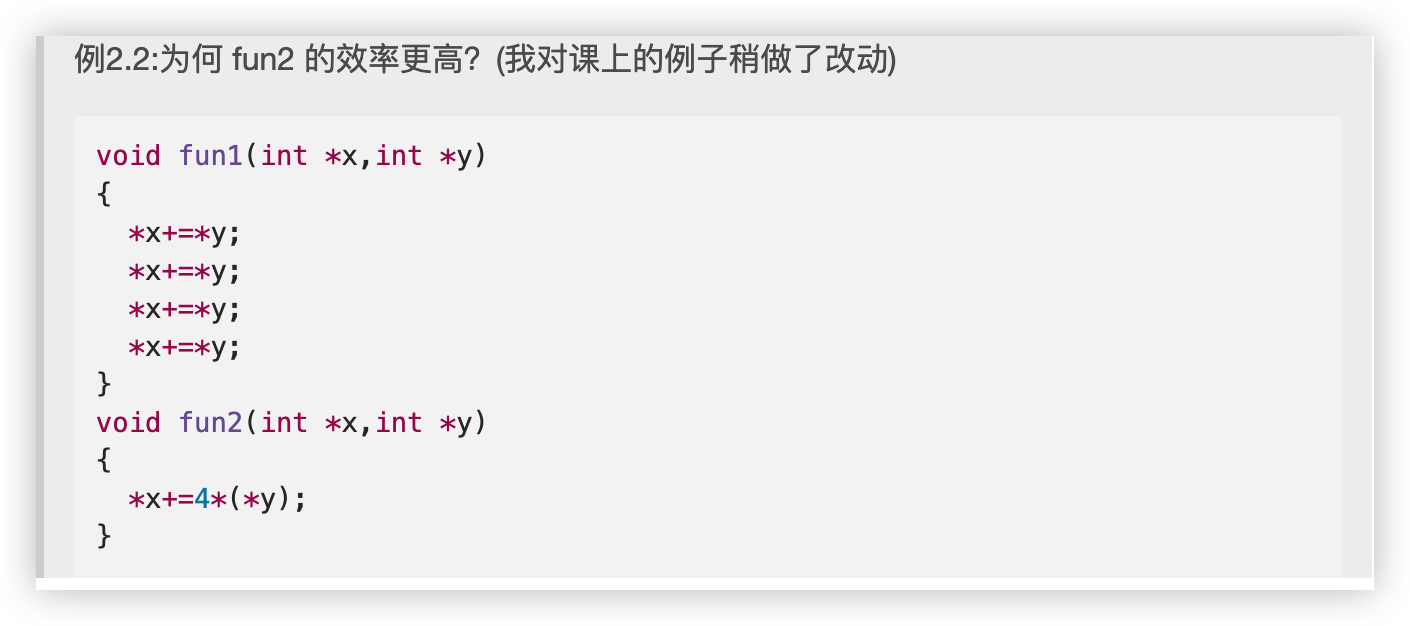 例2.2:为何 fun2 的效率更高？(我对课上的例子稍做了改动)
void fun1(int *x,int *y)
{
  *x+=*y;
  *x+=*y;
  *x+=*y;
  *x+=*y;
}
void fun2(int *x,int *y)
{
  *x+=4*(*y);
}